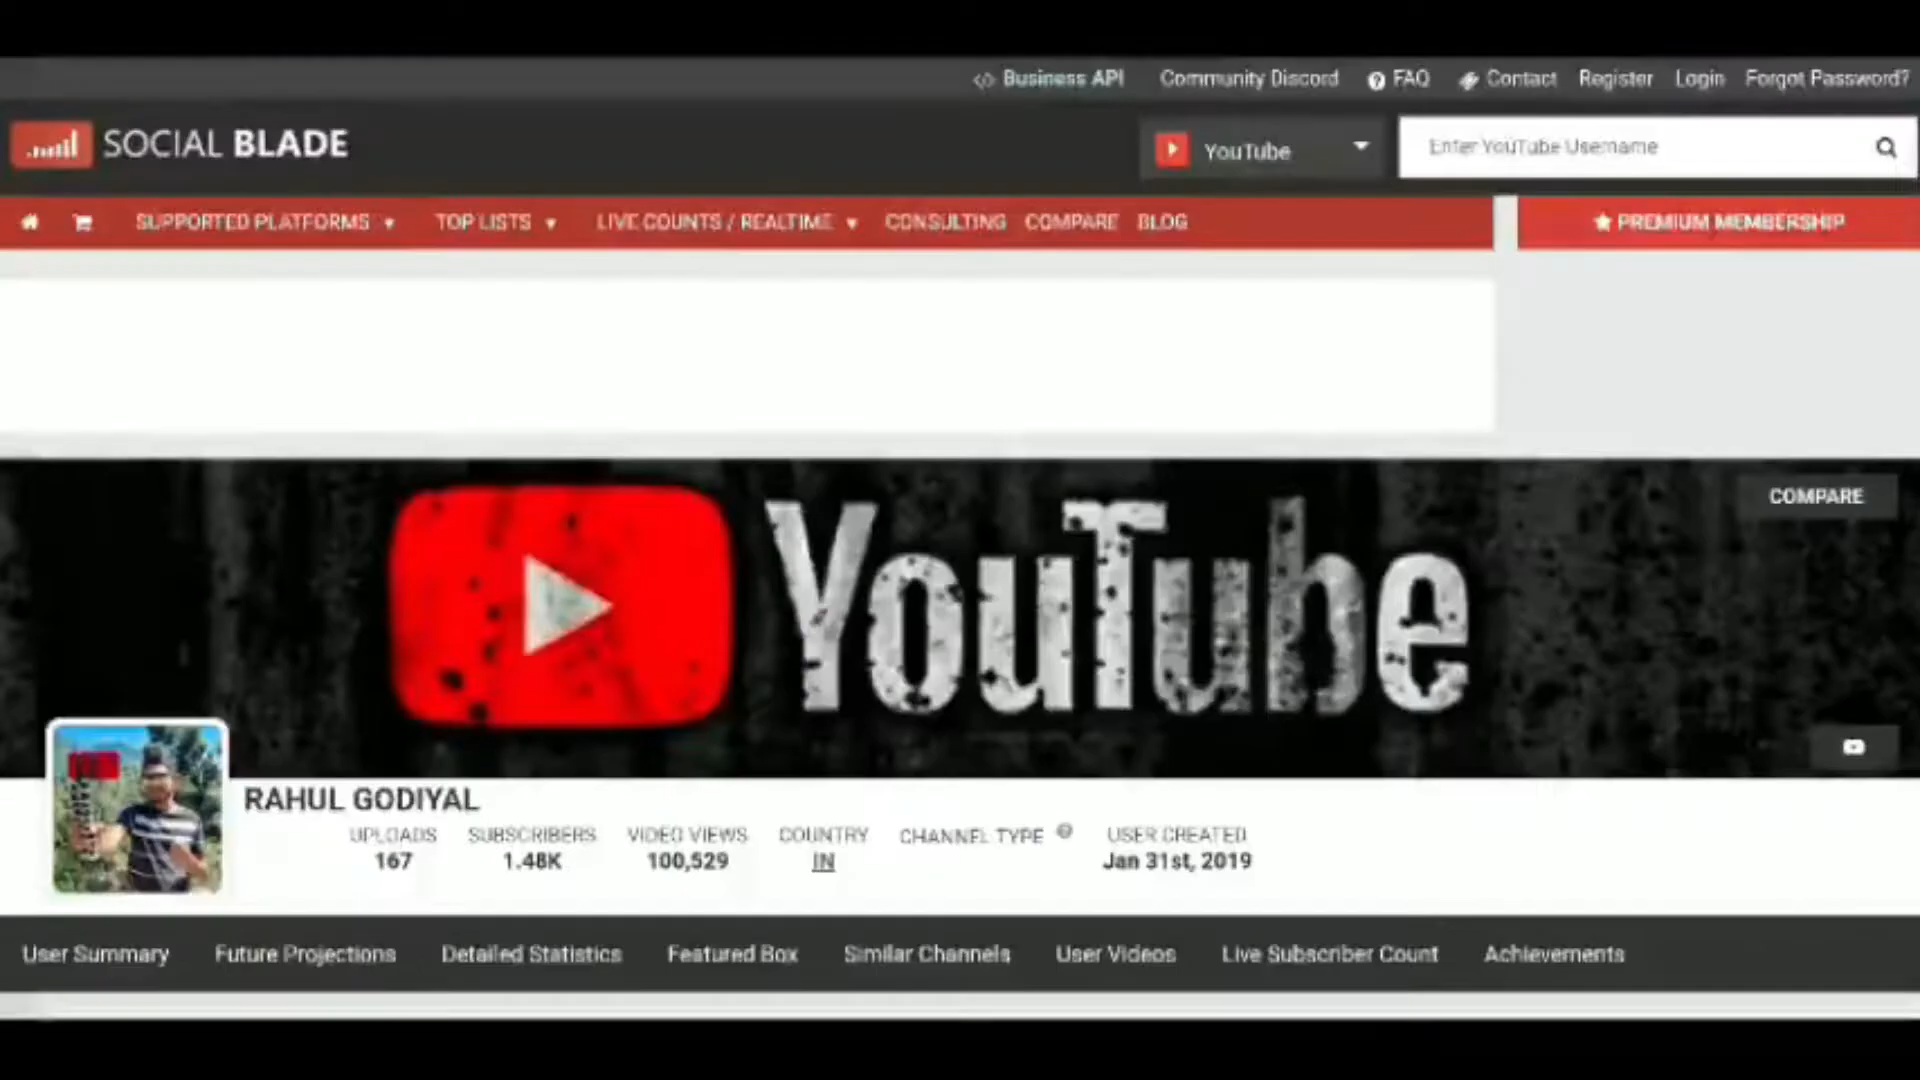 Business API Community Discord FAQ Contact Register Login Forgot Password?
SOCIAL BLADE
YouTube
Enter YouTube Username
SUPPORTED PLATFORMS TOP LISTS LIVE COUNTS / REALTIME CONSULTING COMPARE BLOG
PREMIUM MEMBERSHIP
COMPARE
YouTube
RAHUL GODIYAL
UPLOADS SUBSCRIBERS VIDEO VIEWS COUNTRY CHANNEL TYPE USER CREATED
167 1.48K 100,529 IN Jan 31st, 2019
User Summary Future Projections Detailed Statistics Featured Box Similar Channels User Videos Live Subscriber Count Achievements